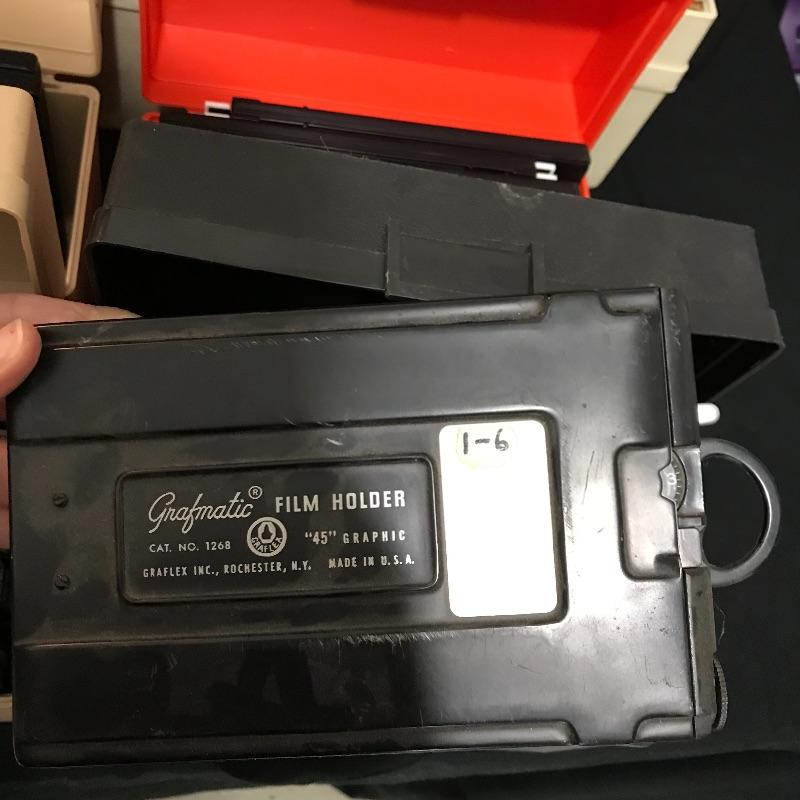 1-6
Grafmatic® FILM HOLDER
CAT. NO. 1268 GRAFLEX "45" GRAPHIC
GRAFLEX INC., ROCHESTER, N.Y. MADE IN U.S.A.